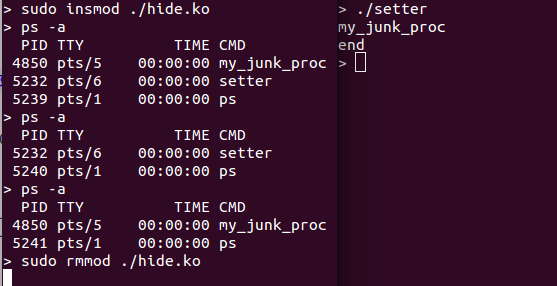 > sudo insmod ./hide.ko
> ps -a
PID TTY TIME CMD
4850 pts/5 00:00:00 my_junk_proc
5232 pts/6 00:00:00 setter
5239 pts/1 00:00:00 ps
> ps -a
PID TTY TIME CMD
5232 pts/6 00:00:00 setter
5240 pts/1 00:00:00 ps
> ps -a
PID TTY TIME CMD
4850 pts/5 00:00:00 my_junk_proc
5241 pts/1 00:00:00 ps
> sudo rmmod ./hide.ko
> ./setter
my_junk_proc
end
>